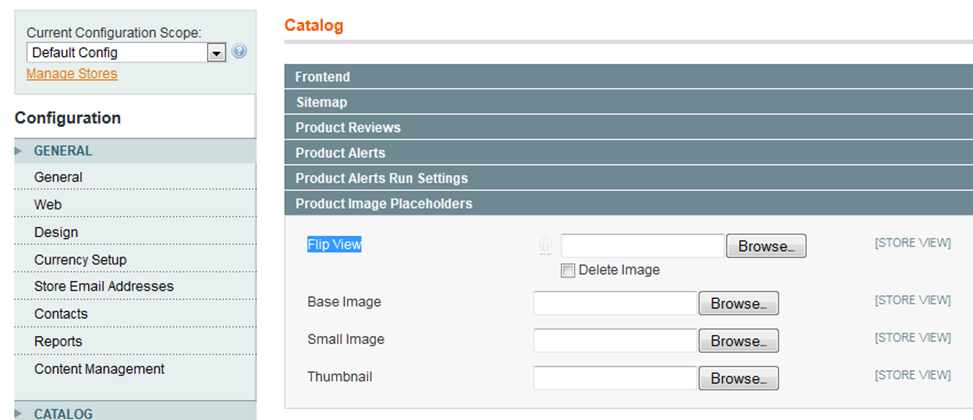 Current Configuration Scope:
Default Config
Manage Stores
Configuration
GENERAL
General
Web
Design
Currency Setup
Store Email Addresses
Contacts
Reports
Content Management
CATALOG
Catalog
Frontend
Sitemap
Product Reviews
Product Alerts
Product Alerts Run Settings
Product Image Placeholders
Flip View Browse... [STORE VIEW]
Delete Image
Base Image Browse... [STORE VIEW]
Small Image Browse... [STORE VIEW]
Thumbnail Browse... [STORE VIEW]